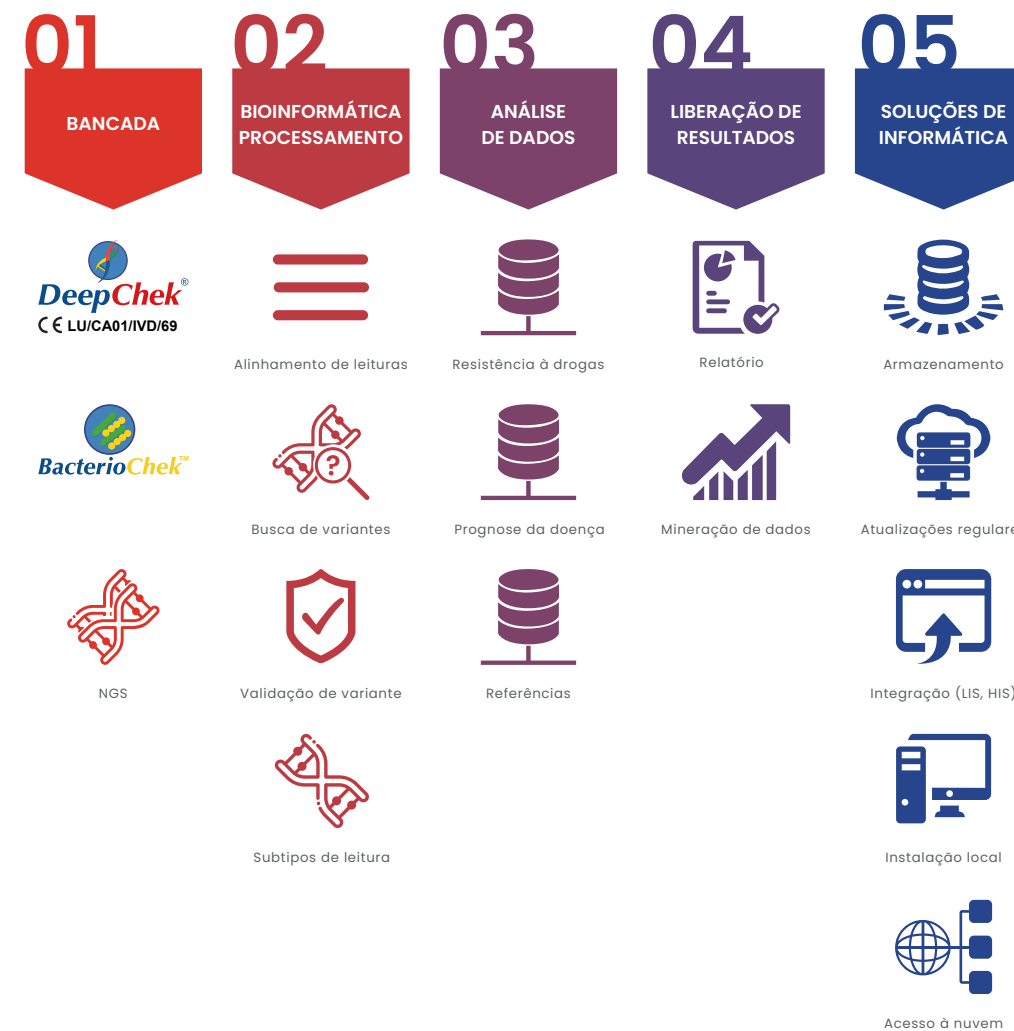 01
BANCADA
DeepChek®
CE LU/CA01/IVD/69
BacterioChek™
NGS
02
BIOINFORMÁTICA
PROCESSAMENTO
Alinhamento de leituras
?
Busca de variantes
Validação de variante
Subtipos de leitura
03
ANÁLISE
DE DADOS
Resistência à drogas
Prognose da doença
Referências
04
LIBERAÇÃO DE
RESULTADOS
Relatório
Mineração de dados
05
SOLUÇÕES DE
INFORMÁTICA
Armazenamento
Atualizações regulare
Integração (LIS, HIS)
Instalação local
Acesso à nuvem